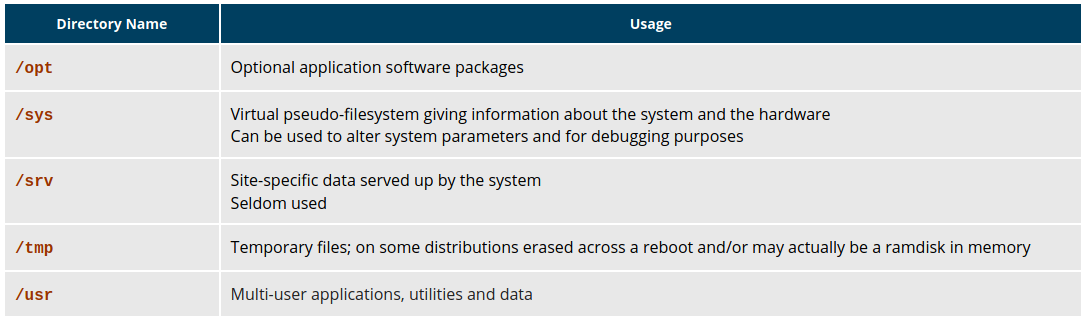 Directory Name Usage
/opt Optional application software packages
/sys Virtual pseudo-filesystem giving information about the system and the hardware
Can be used to alter system parameters and for debugging purposes
/srv Site-specific data served up by the system
Seldom used
/tmp Temporary files; on some distributions erased across a reboot and/or may actually be a ramdisk in memory
/usr Multi-user applications, utilities and data